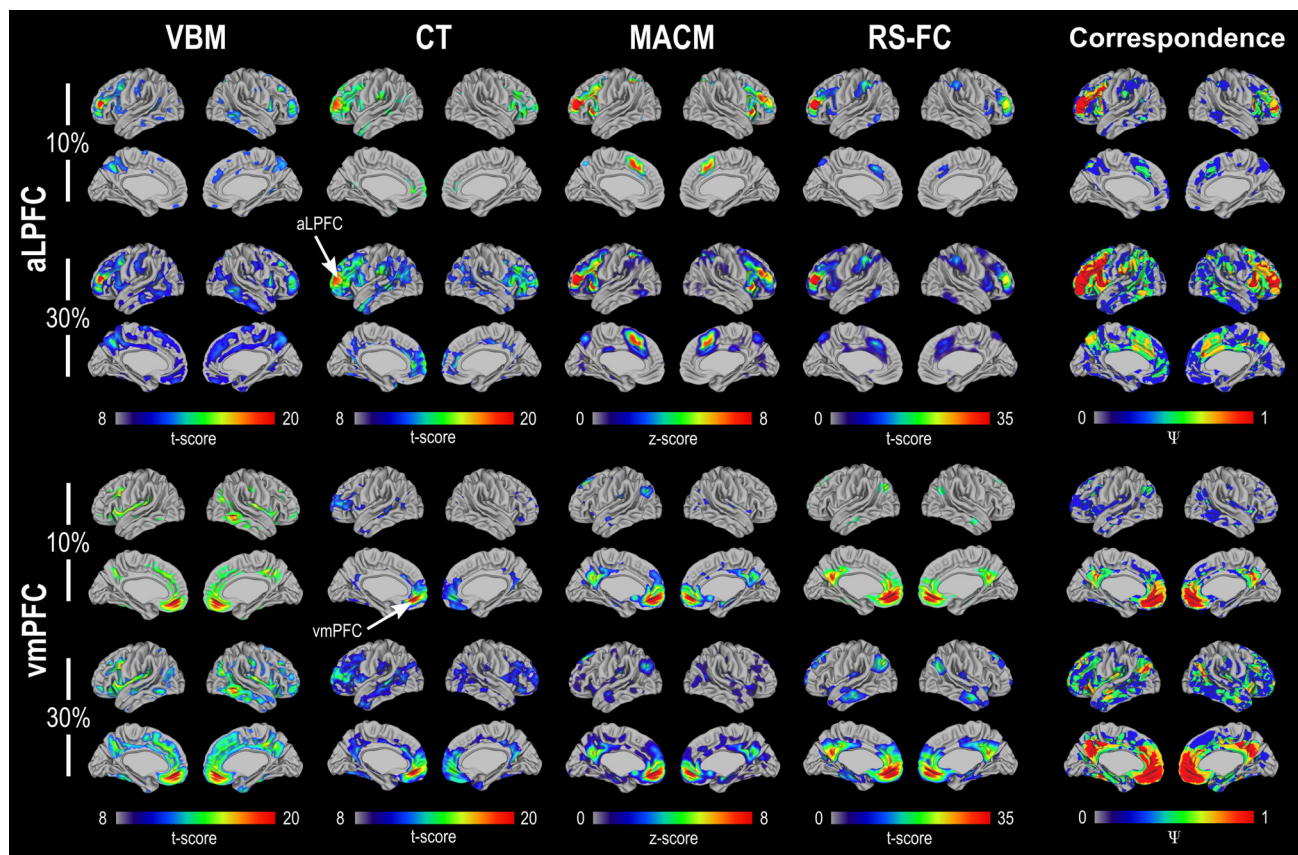 VBM CT MACM RS-FC Correspondence
aLPFC
10%
aLPFC
30%
8 20 8 20 0 8 0 35 0 1
t-score t-score z-score t-score Ψ
vmPFC
10%
vmPFC
30%
8 20 8 20 0 8 0 35 0 1
t-score t-score z-score t-score Ψ